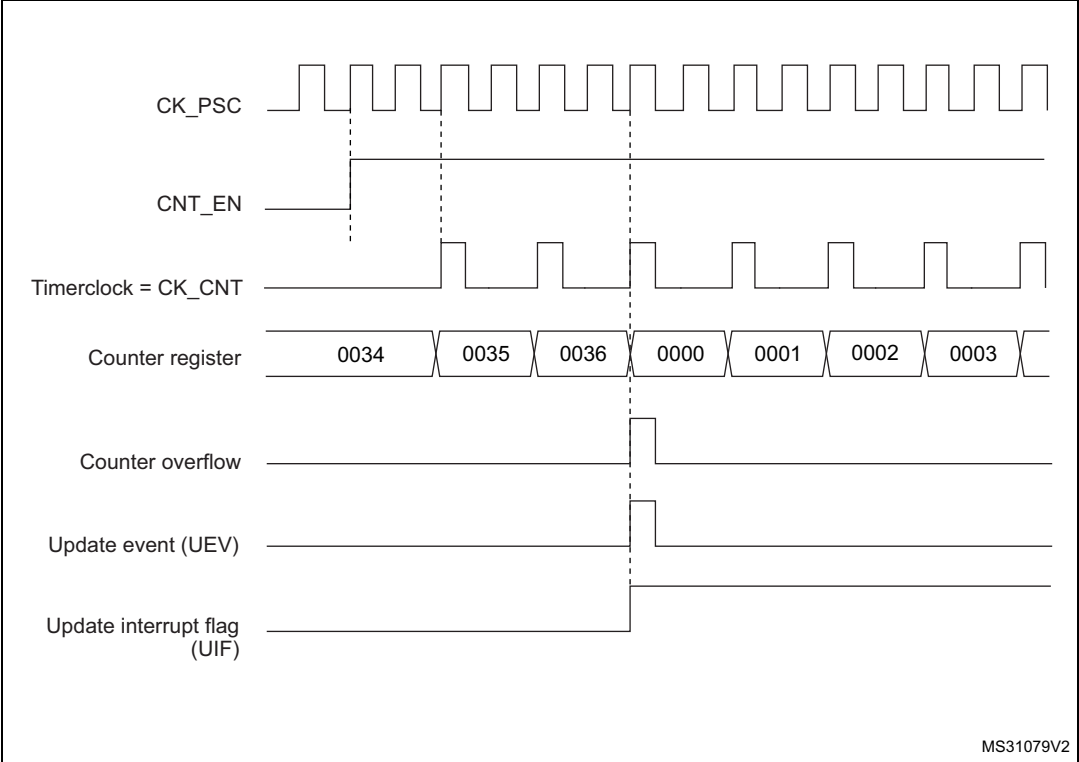 CK_PSC
CNT_EN
Timerclock = CK_CNT
Counter register
0034 0035 0036 0000 0001 0002 0003
Counter overflow
Update event (UEV)
Update interrupt flag
(UIF)
MS31079V2